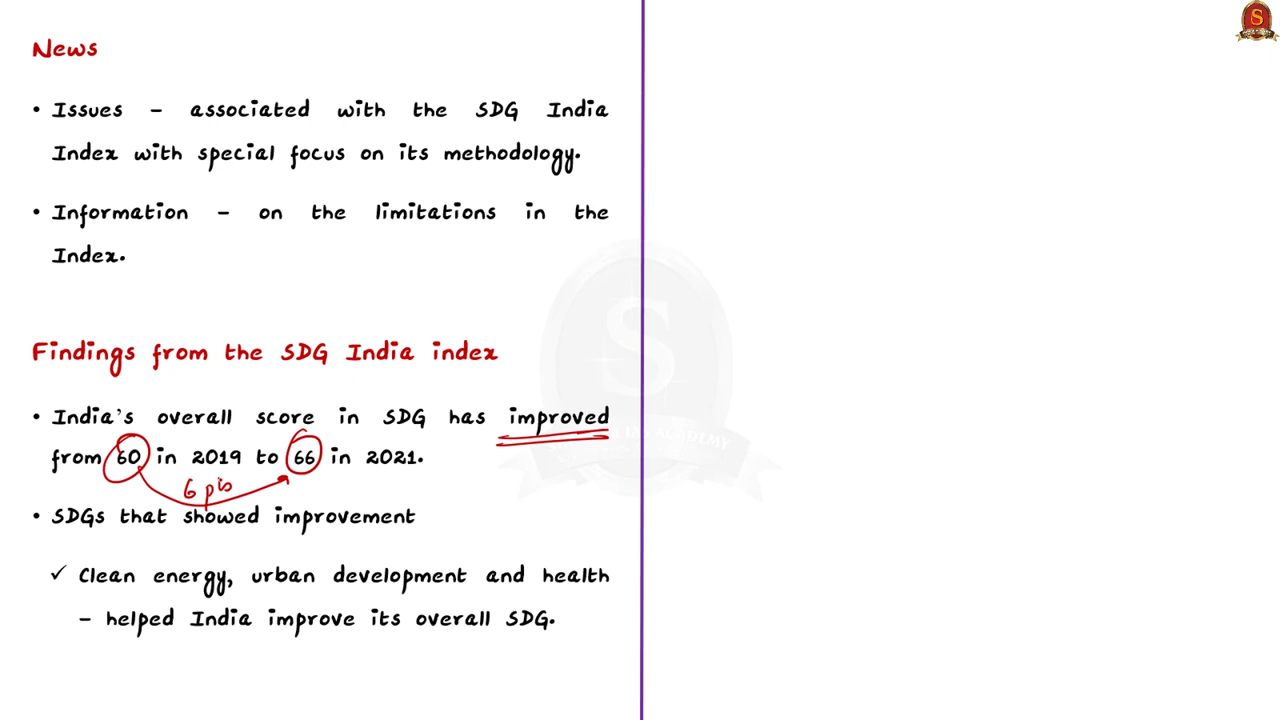 News
• Issues – associated with the SDG India
Index with special focus on its methodology.
• Information – on the limitations in the
Index.
Findings from the SDG India index
• India's overall score in SDG has improved
from 60 in 2019 to 66 in 2021.
6 pts
• SDGs that showed improvement
✓ Clean energy, urban development and health
– helped India improve its overall SDG.